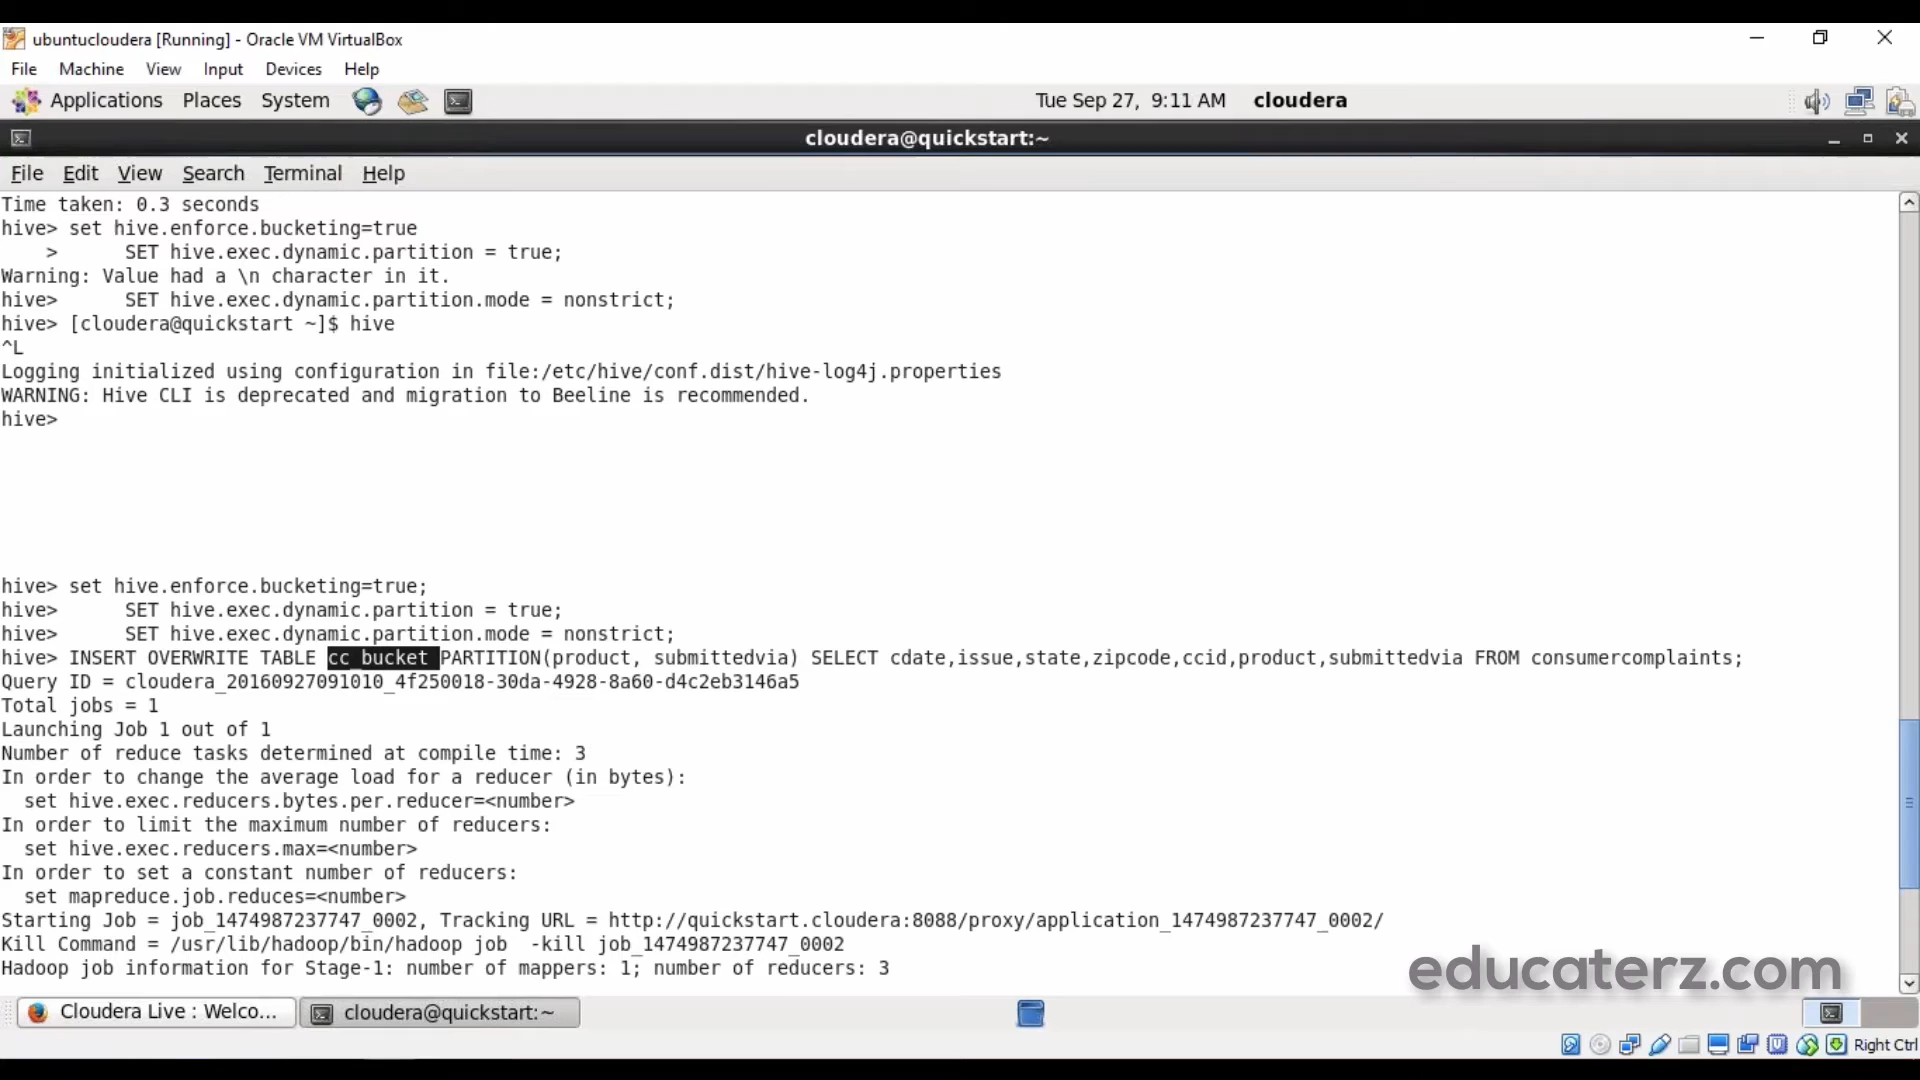 ubuntucloudera [Running] - Oracle VM VirtualBox
File Machine View Input Devices Help
Applications Places System Tue Sep 27, 9:11 AM cloudera
cloudera@quickstart:~
File Edit View Search Terminal Help
Time taken: 0.3 seconds
hive> set hive.enforce.bucketing=true
    >      SET hive.exec.dynamic.partition = true;
Warning: Value had a \n character in it.
hive>      SET hive.exec.dynamic.partition.mode = nonstrict;
hive> [cloudera@quickstart ~]$ hive
^L
Logging initialized using configuration in file:/etc/hive/conf.dist/hive-log4j.properties
WARNING: Hive CLI is deprecated and migration to Beeline is recommended.
hive>
hive> set hive.enforce.bucketing=true;
hive>      SET hive.exec.dynamic.partition = true;
hive>      SET hive.exec.dynamic.partition.mode = nonstrict;
hive> INSERT OVERWRITE TABLE cc_bucket PARTITION(product, submittedvia) SELECT cdate,issue,state,zipcode,ccid,product,submittedvia FROM consumercomplaints;
Query ID = cloudera_20160927091010_4f250018-30da-4928-8a60-d4c2eb3146a5
Total jobs = 1
Launching Job 1 out of 1
Number of reduce tasks determined at compile time: 3
In order to change the average load for a reducer (in bytes):
  set hive.exec.reducers.bytes.per.reducer=<number>
In order to limit the maximum number of reducers:
  set hive.exec.reducers.max=<number>
In order to set a constant number of reducers:
  set mapreduce.job.reduces=<number>
Starting Job = job_1474987237747_0002, Tracking URL = http://quickstart.cloudera:8088/proxy/application_1474987237747_0002/
Kill Command = /usr/lib/hadoop/bin/hadoop job  -kill job_1474987237747_0002
Hadoop job information for Stage-1: number of mappers: 1; number of reducers: 3
educaterz.com
Cloudera Live : Welco... cloudera@quickstart:~
Right Ctrl